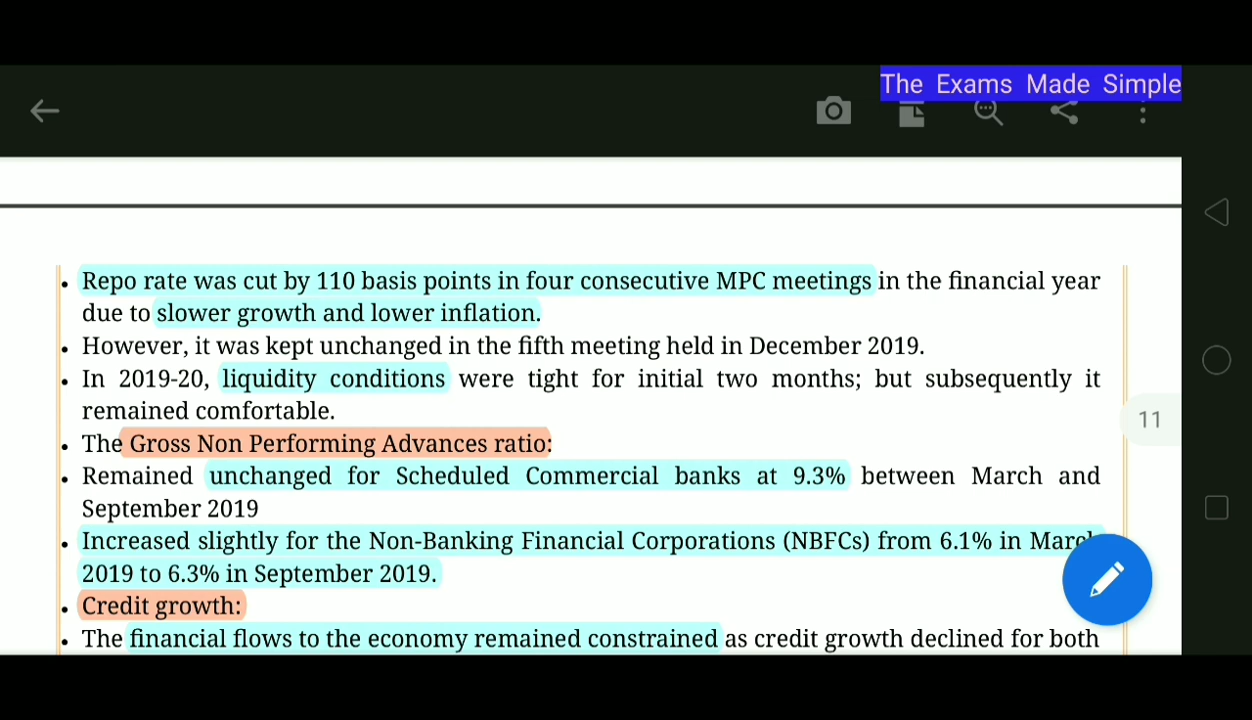 The Exams Made Simple
• Repo rate was cut by 110 basis points in four consecutive MPC meetings in the financial year
due to slower growth and lower inflation.
• However, it was kept unchanged in the fifth meeting held in December 2019.
• In 2019-20, liquidity conditions were tight for initial two months; but subsequently it
remained comfortable.
• The Gross Non Performing Advances ratio:
11
• Remained unchanged for Scheduled Commercial banks at 9.3% between March and
September 2019
• Increased slightly for the Non-Banking Financial Corporations (NBFCs) from 6.1% in March
2019 to 6.3% in September 2019.
• Credit growth:
• The financial flows to the economy remained constrained as credit growth declined for both